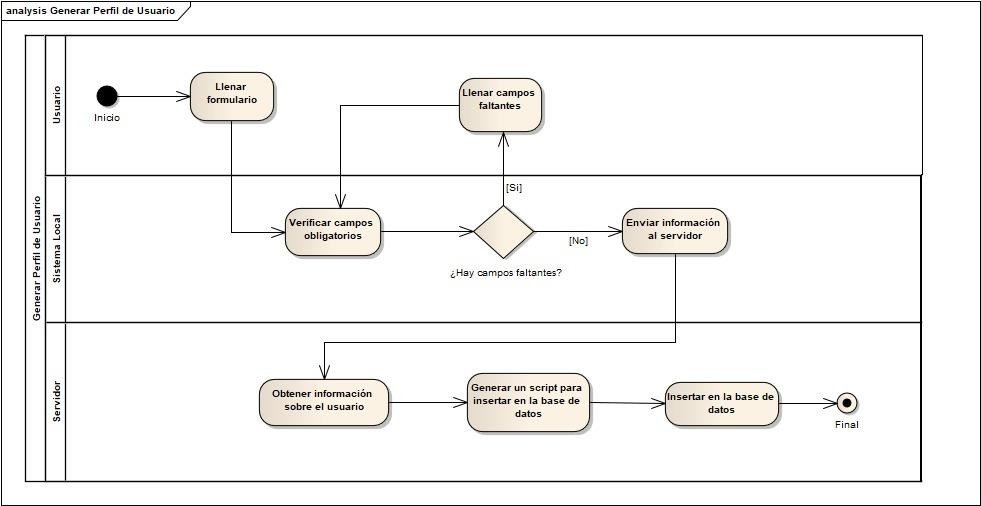 analysis Generar Perfil de Usuario
Generar Perfil de Usuario
Usuario
Inicio
Llenar
formulario
Llenar campos
faltantes
Sistema Local
Verificar campos
obligatorios
[Si]
[No]
¿Hay campos faltantes?
Enviar información
al servidor
Servidor
Obtener información
sobre el usuario
Generar un script para
insertar en la base de
datos
Insertar en la base de
datos
Final